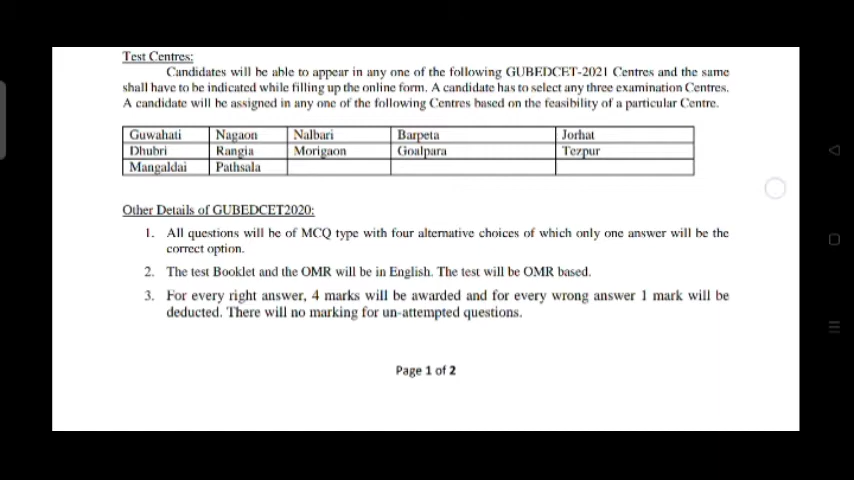 Test Centres:
Candidates will be able to appear in any one of the following GUBEDCET-2021 Centres and the same
shall have to be indicated while filling up the online form. A candidate has to select any three examination Centres.
A candidate will be assigned in any one of the following Centres based on the feasibility of a particular Centre.
Guwahati Nagaon Nalbari Barpeta Jorhat
Dhubri Rangia Morigaon Goalpara Tezpur
Mangaldai Pathsala
Other Details of GUBEDCET2020:
1. All questions will be of MCQ type with four alternative choices of which only one answer will be the
correct option.
2. The test Booklet and the OMR will be in English. The test will be OMR based.
3. For every right answer, 4 marks will be awarded and for every wrong answer 1 mark will be
deducted. There will no marking for un-attempted questions.
Page 1 of 2